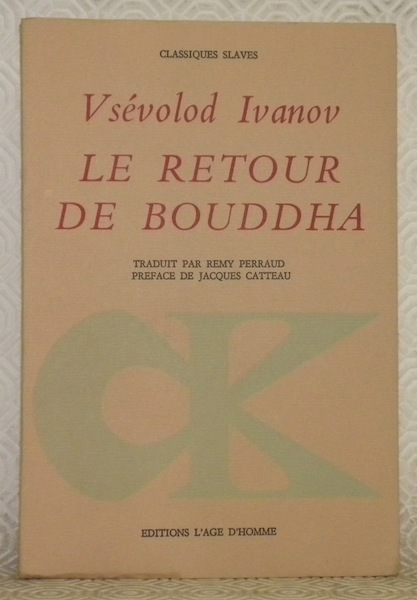 CLASSIQUES SLAVES
Vsévolod Ivanov
LE RETOUR
DE BOUDDHA
TRADUIT PAR REMY PERRAUD
PREFACE DE JACQUES CATTEAU
CK
EDITIONS L'AGE D'HOMME